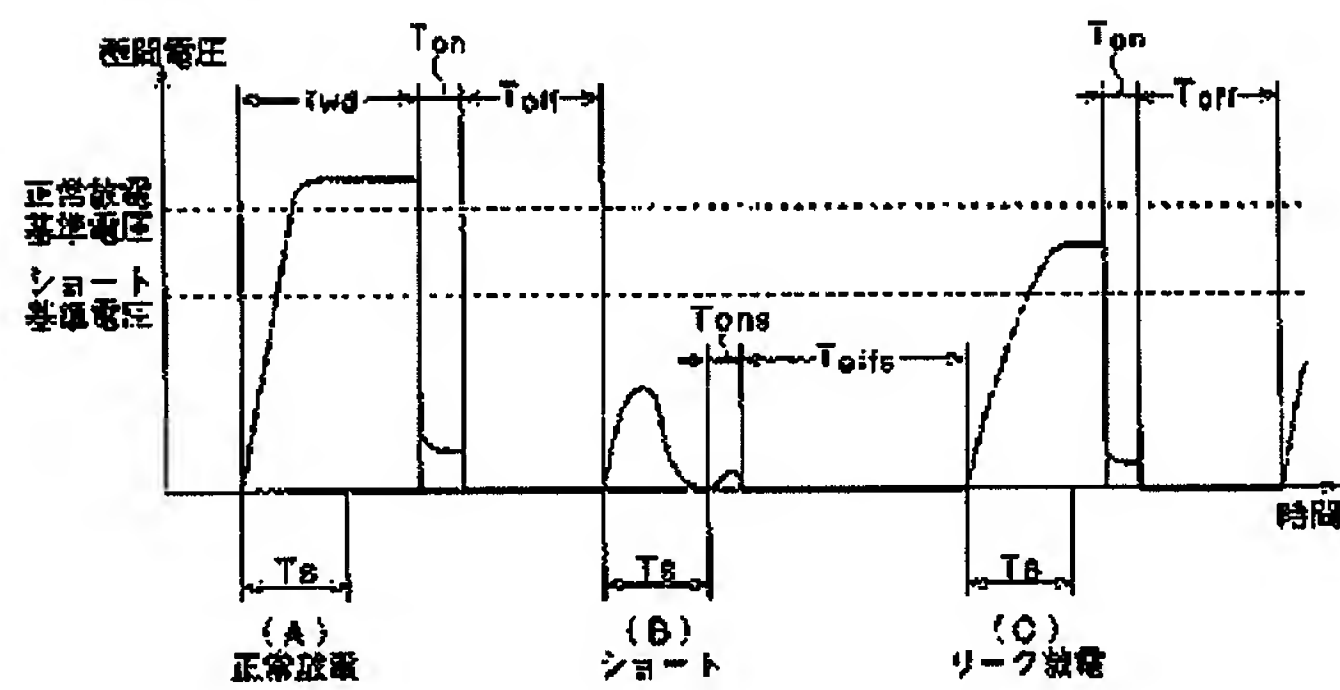 極間電圧
Ton
Ton
Twd
Toff
Toff
正常放電
基準電圧
ショート
基準電圧
Tons
Toffs
時間
Ts
Ts
Ts
(A)
(B)
(C)
正常放電
ショート
リーク放電